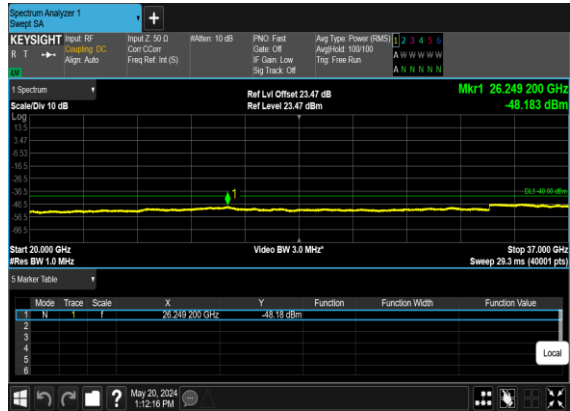 Spectrum Analyzer 1
Swept SA
+
KEYSIGHT Input: RF Input Z: 50 Ω #Atten: 10 dB PNO: Fast Avg Type: Power (RMS) 1 2 3 4 5 6
R T Coupling: DC Corr CCorr Gate: Off Avg|Hold: 100/100 A W W W W W
Align: Auto Freq Ref: Int (S) IF Gain: Low Trig: Free Run
Sig Track: Off A N N N N N
1 Spectrum Ref Lvl Offset 23.47 dB Mkr1 26.249 200 GHz
Scale/Div 10 dB Ref Level 23.47 dBm -48.183 dBm
Log
13.5
3.47
-6.53
-16.5
-26.5
-36.5 1 DL1 -40.00 dBm
-46.5
-56.5
-66.5
Start 20.000 GHz Video BW 3.0 MHz* Stop 37.000 GHz
#Res BW 1.0 MHz Sweep 29.3 ms (40001 pts)
5 Marker Table
Mode Trace Scale X Y Function Function Width Function Value
1 N 1 f 26.249 200 GHz -48.18 dBm
2
3
4
5
6
Local
? May 20, 2024
1:12:16 PM